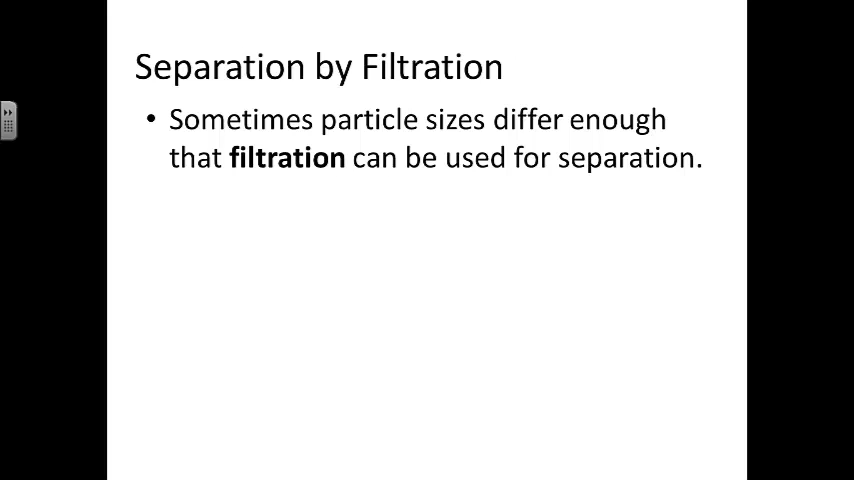 Separation by Filtration
• Sometimes particle sizes differ enough
that filtration can be used for separation.